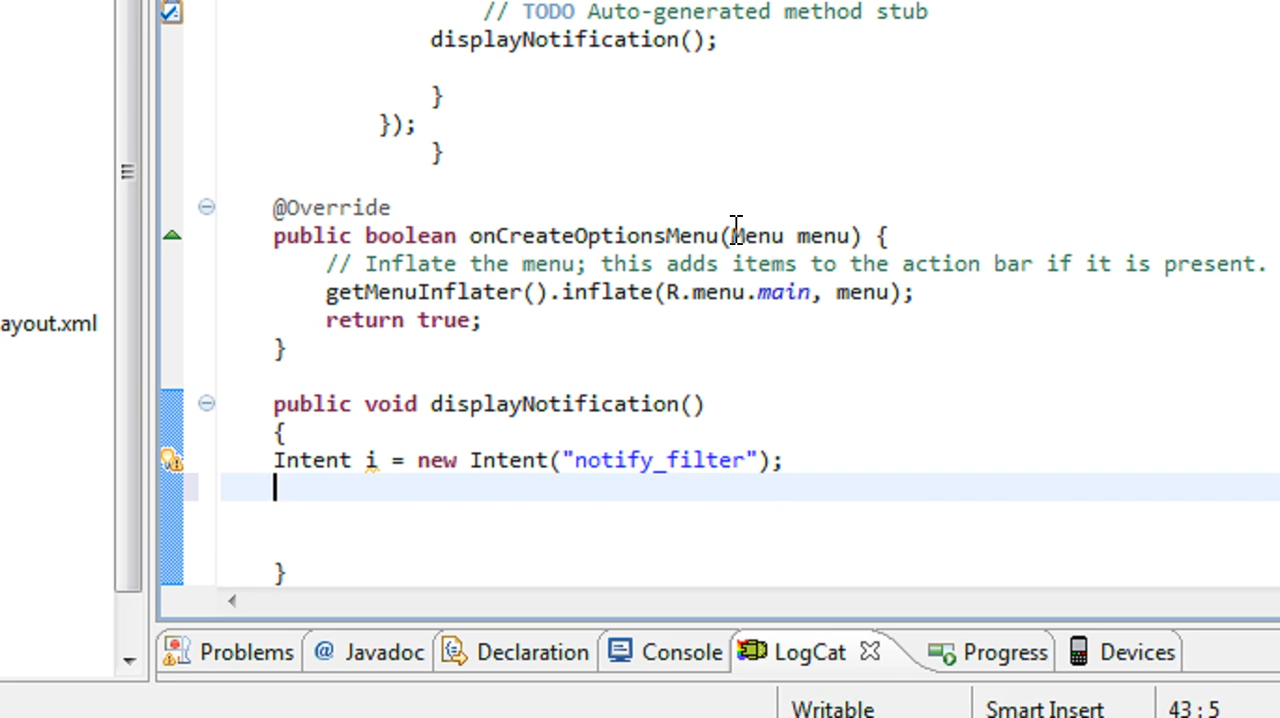 // TODO Auto-generated method stub
displayNotification();
}
});
}
@Override
public boolean onCreateOptionsMenu(Menu menu) {
// Inflate the menu; this adds items to the action bar if it is present.
getMenuInflater().inflate(R.menu.main, menu);
return true;
}
ayout.xml
public void displayNotification()
{
Intent i = new Intent("notify_filter");
}
Problems @ Javadoc Declaration Console LogCat Progress Devices
Writable Smart Insert 43 : 5